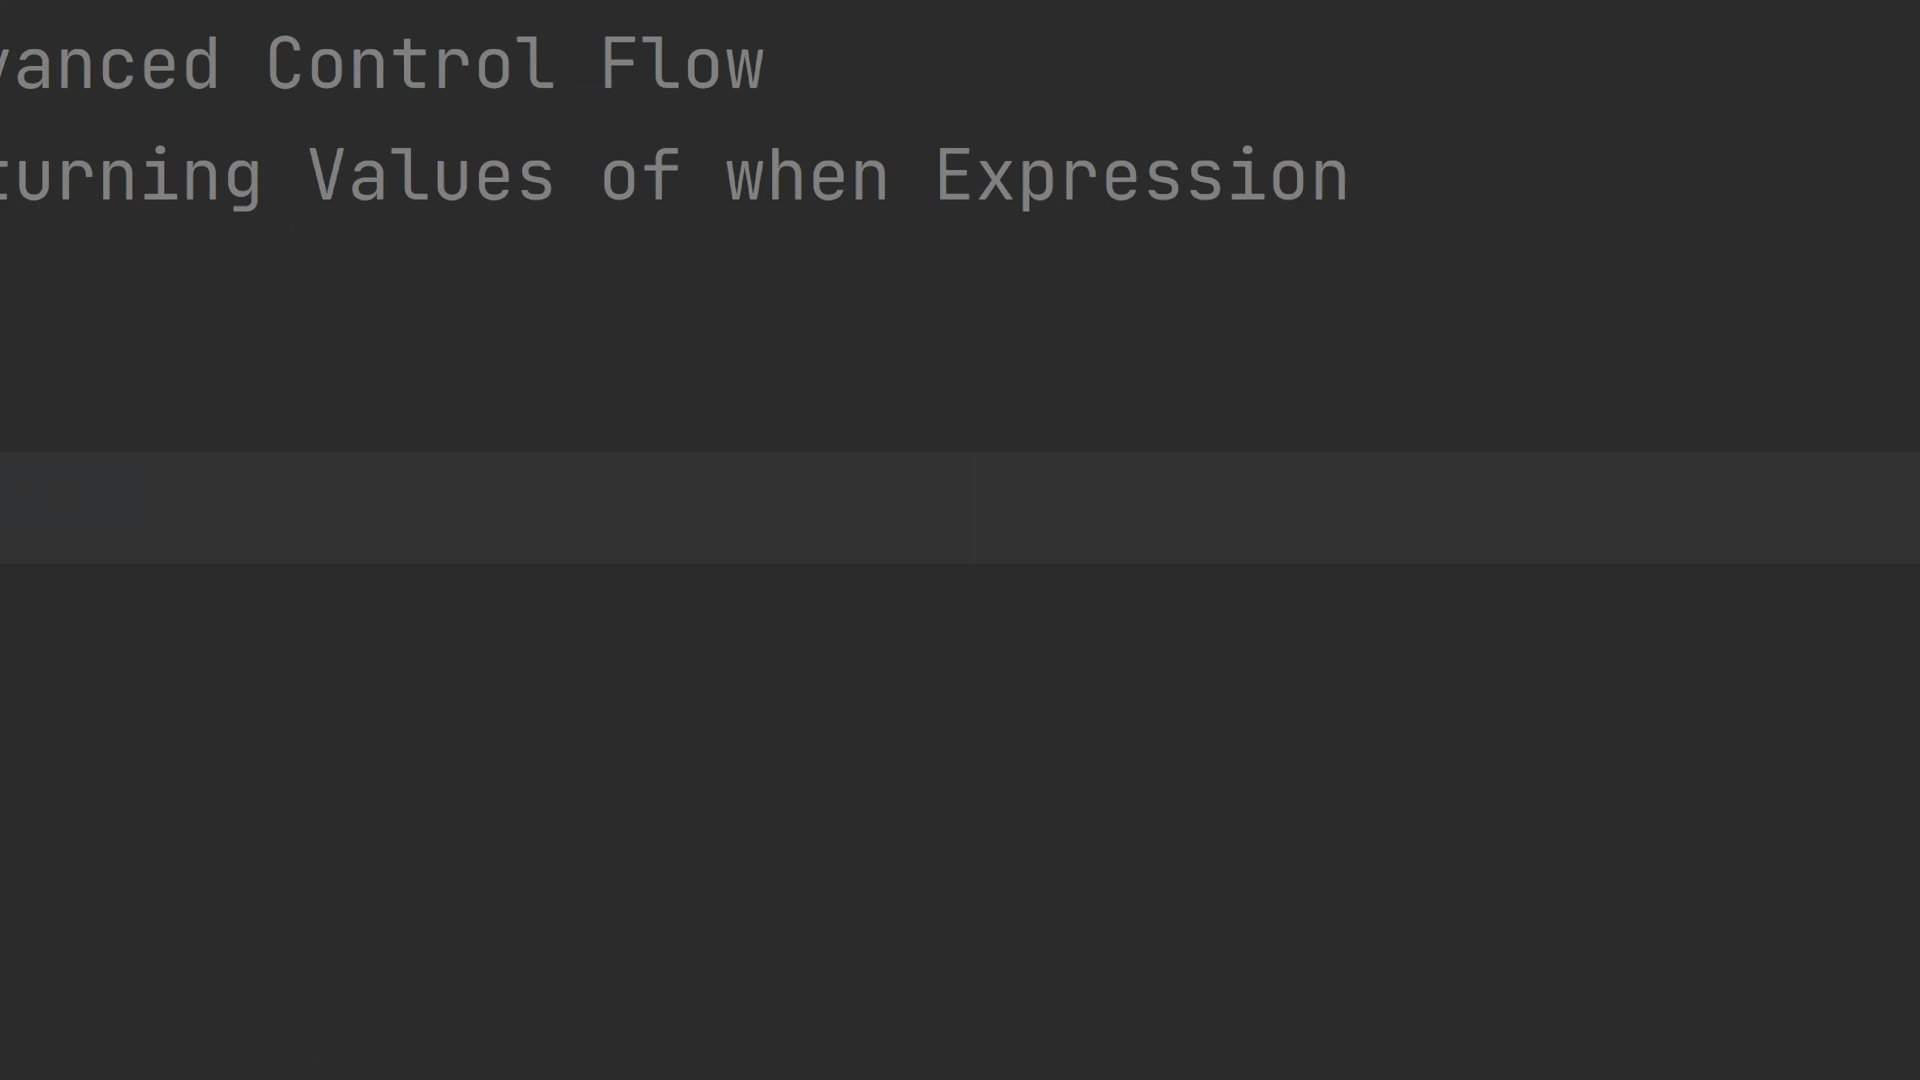 vanced Control Flow
turning Values of when Expression